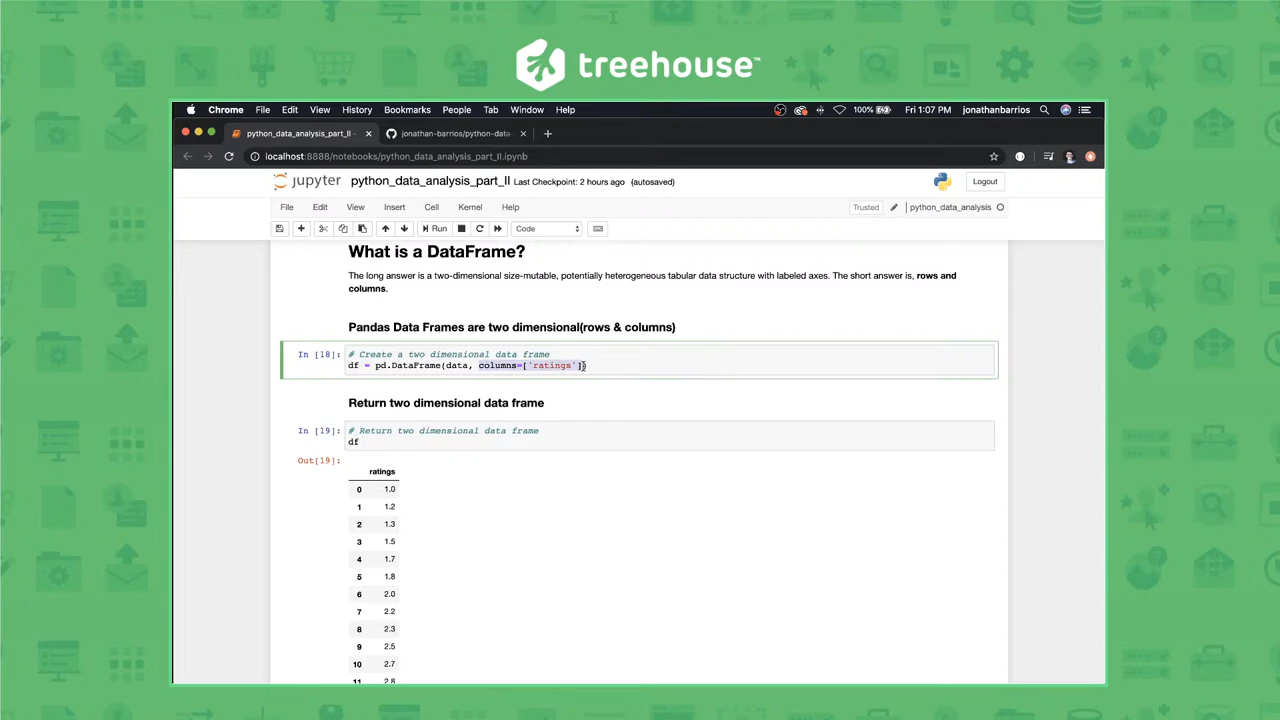 treehouse™
Chrome File Edit View History Bookmarks People Tab Window Help 100% Fri 1:07 PM jonathanbarrios
python_data_analysis_part_II - jonathan-barrios/python-data-
localhost:8888/notebooks/python_data_analysis_part_II.ipynb
jupyter python_data_analysis_part_II Last Checkpoint: 2 hours ago (autosaved) Logout
File Edit View Insert Cell Kernel Help Trusted python_data_analysis
Run Code
What is a DataFrame?
The long answer is a two-dimensional size-mutable, potentially heterogeneous tabular data structure with labeled axes. The short answer is, rows and
columns.
Pandas Data Frames are two dimensional(rows & columns)
In [18]: # Create a two dimensional data frame
df = pd.DataFrame(data, columns=['ratings'])
Return two dimensional data frame
In [19]: # Return two dimensional data frame
df
Out[19]:
ratings
0 1.0
1 1.2
2 1.3
3 1.5
4 1.7
5 1.8
6 2.0
7 2.2
8 2.3
9 2.5
10 2.7
11 2.8